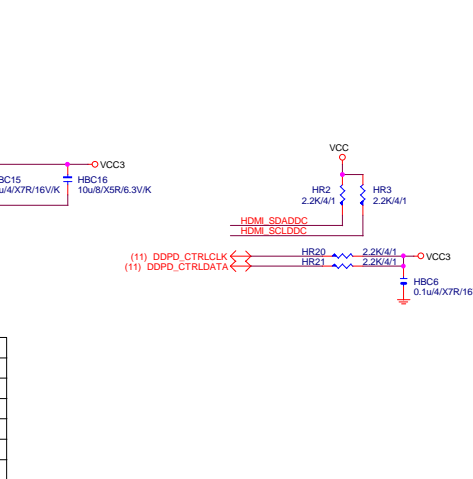 VCC
VCC3
BC15
HBC16
u/4/X7R/16V/K
10u/8/X5R/6.3V/K
HR2
HR3
2.2K/4/1
2.2K/4/1
HDMI_SDADDC
HDMI_SCLDDC
(11) DDPD_CTRLCLK
HR20
2.2K/4/1
VCC3
(11) DDPD_CTRLDATA
HR21
2.2K/4/1
HBC6
0.1u/4/X7R/16